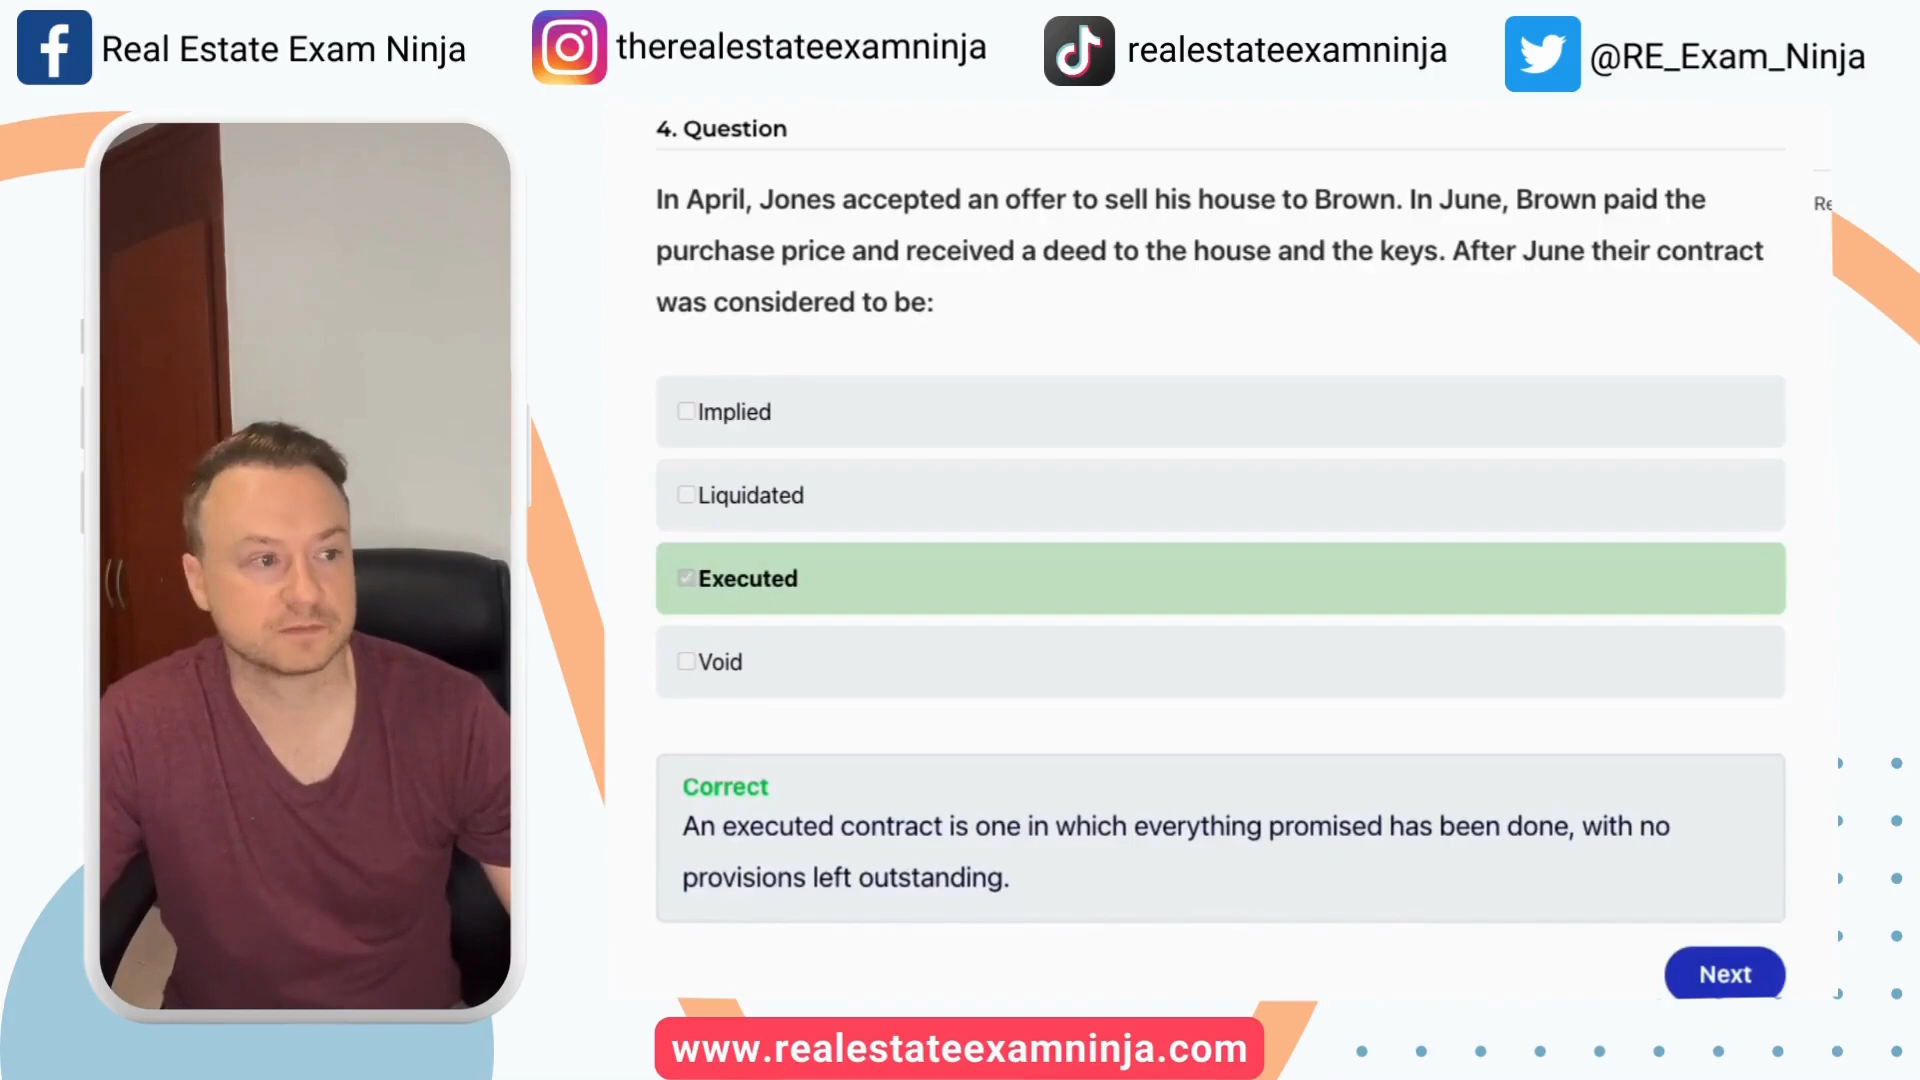 Real Estate Exam Ninja
therealestateexamninja
realestateexamninja
@RE_Exam_Ninja
4. Question
In April, Jones accepted an offer to sell his house to Brown. In June, Brown paid the
purchase price and received a deed to the house and the keys. After June their contract
was considered to be:
Implied
Liquidated
Executed
Void
Correct
An executed contract is one in which everything promised has been done, with no
provisions left outstanding.
Next
www.realestateexamninja.com